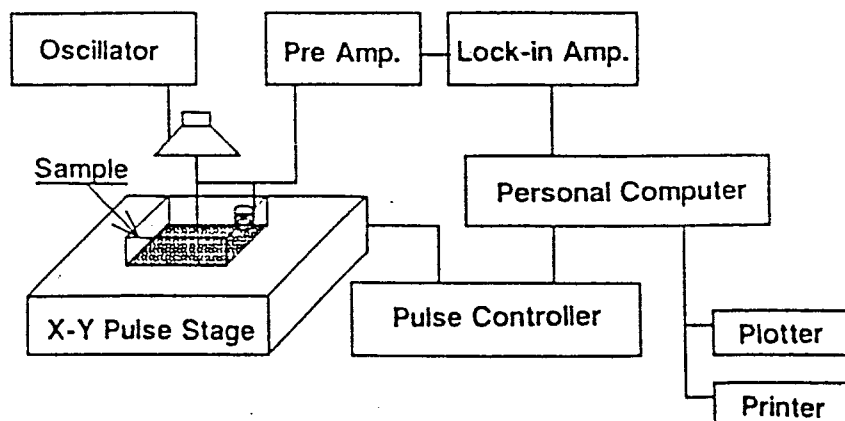 Oscillator
Pre Amp.
Lock-in Amp.
Sample
Personal Computer
X-Y Pulse Stage
Pulse Controller
Plotter
Printer